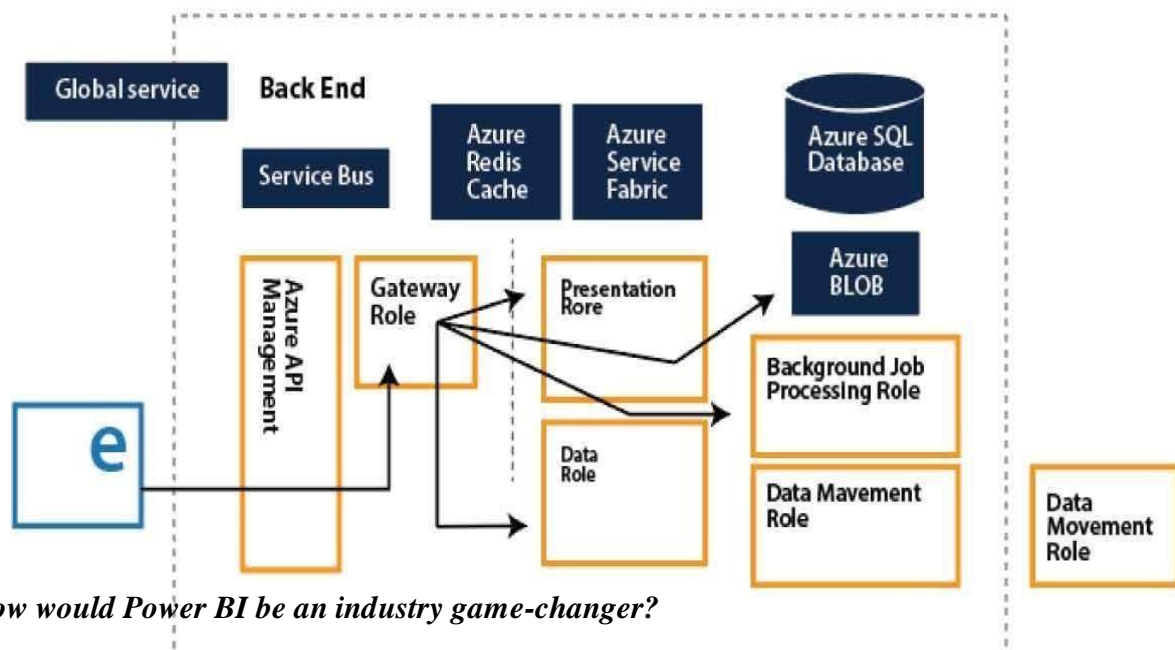 Global service
Back End
Service Bus
Azure
Redis
Cache
Azure
Service
Fabric
Azure SQL
Database
Azure
BLOB
Azure API
Management
Gateway
Role
Presentation
Rore
Background Job
Processing Role
e
Data
Role
Data Mavement
Role
Data
Movement
Role
ow would Power BI be an industry game-changer?